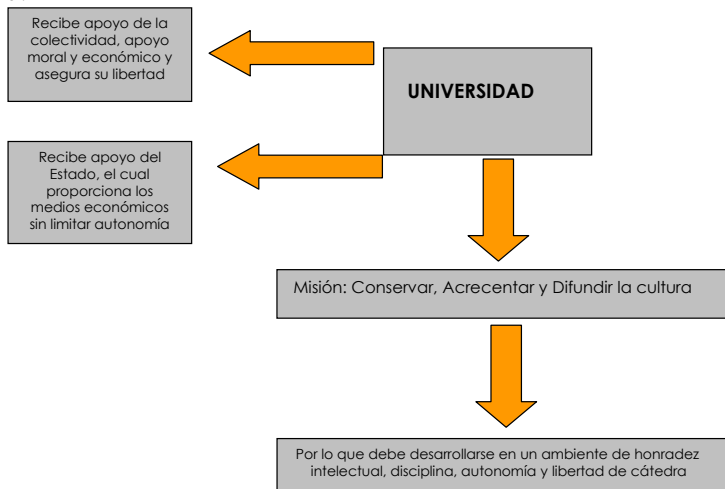 Recibe apoyo de la
colectividad, apoyo
moral y económico y
asegura su libertad
UNIVERSIDAD
Recibe apoyo del
Estado, el cual
proporciona los
medios económicos
sin limitar autonomía
Misión: Conservar, Acrecentar y Difundir la cultura
Por lo que debe desarrollarse en un ambiente de honradez
intelectual, disciplina, autonomía y libertad de cátedra